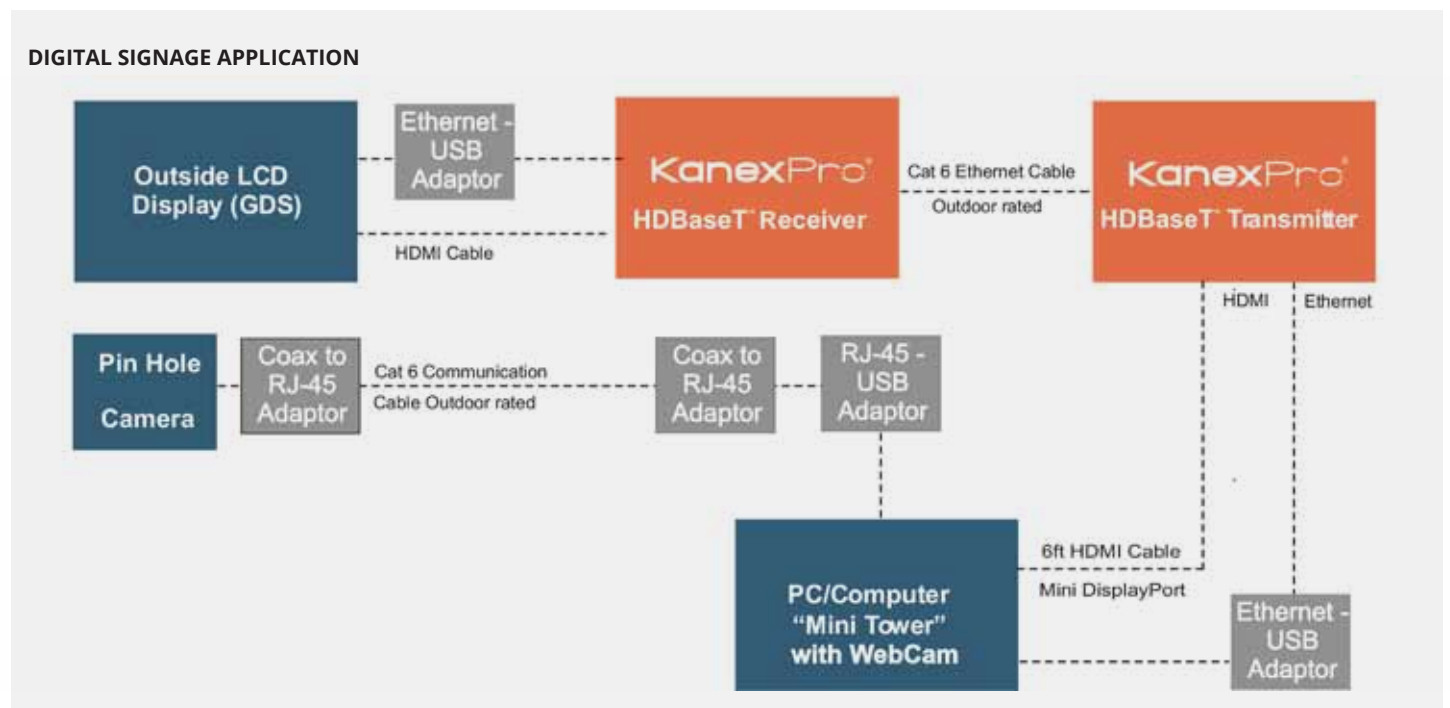 DIGITAL SIGNAGE APPLICATION
Outside LCD
Display (GDS)
Ethernet -
USB
Adaptor
HDMI Cable
KanexPro®
HDBaseT™ Receiver
Cat 6 Ethernet Cable
Outdoor rated
KanexPro®
HDBaseT™ Transmitter
HDMI
Ethernet
Pin Hole
Camera
Coax to
RJ-45
Adaptor
Cat 6 Communication
Cable Outdoor rated
Coax to
RJ-45
Adaptor
RJ-45 -
USB
Adaptor
PC/Computer
“Mini Tower”
with WebCam
6ft HDMI Cable
Mini DisplayPort
Ethernet -
USB
Adaptor